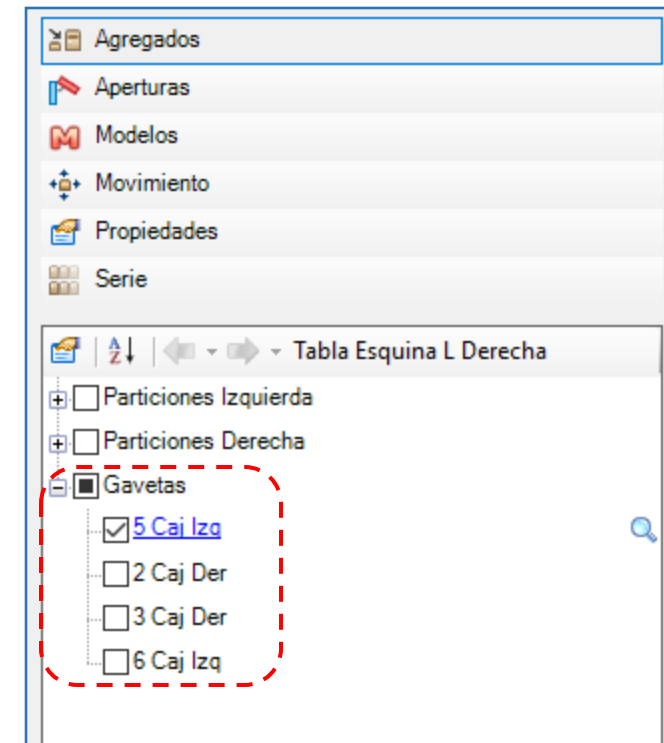 Agregados
Aperturas
Modelos
Movimiento
Propiedades
Serie
Tabla Esquina L Derecha
Particiones Izquierda
Particiones Derecha
Gavetas
5 Caj Izq
2 Caj Der
3 Caj Der
6 Caj Izq